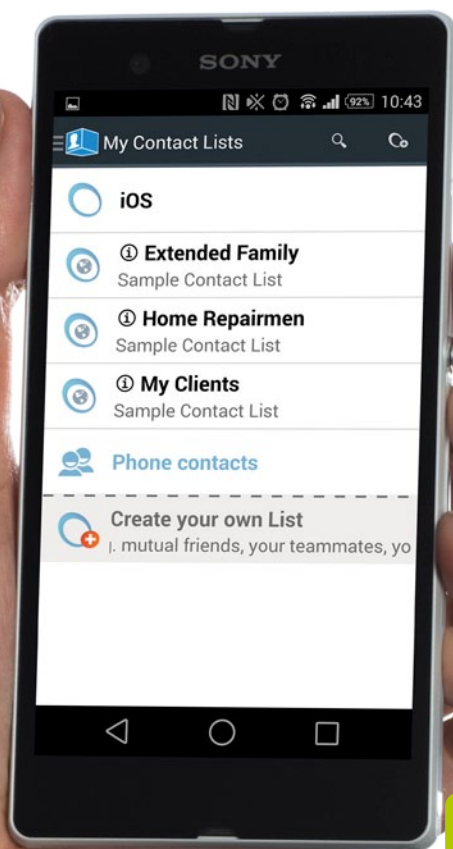 SONY
92% 10:43
My Contact Lists
iOS
Extended Family
Sample Contact List
Home Repairmen
Sample Contact List
My Clients
Sample Contact List
Phone contacts
Create your own List
. mutual friends, your teammates, yo